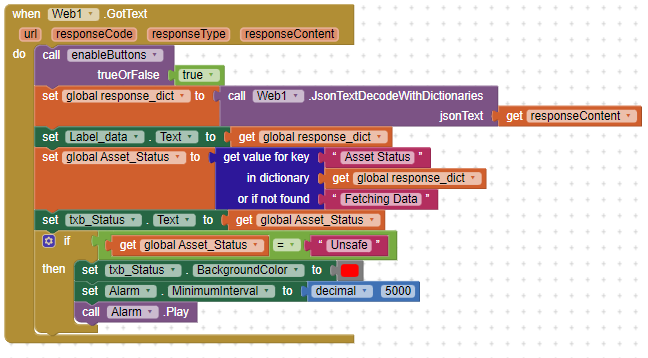 when Web1 .GotText
url responseCode responseType responseContent
do call enableButtons
trueOrFalse true
set global response_dict to call Web1 .JsonTextDecodeWithDictionaries
jsonText get responseContent
set Label_data . Text to get global response_dict
set global Asset_Status to get value for key " Asset Status "
in dictionary get global response_dict
or if not found " Fetching Data "
set txb_Status . Text to get global Asset_Status
if get global Asset_Status = " Unsafe "
then set txb_Status . BackgroundColor to
set Alarm . MinimumInterval to decimal 5000
call Alarm .Play